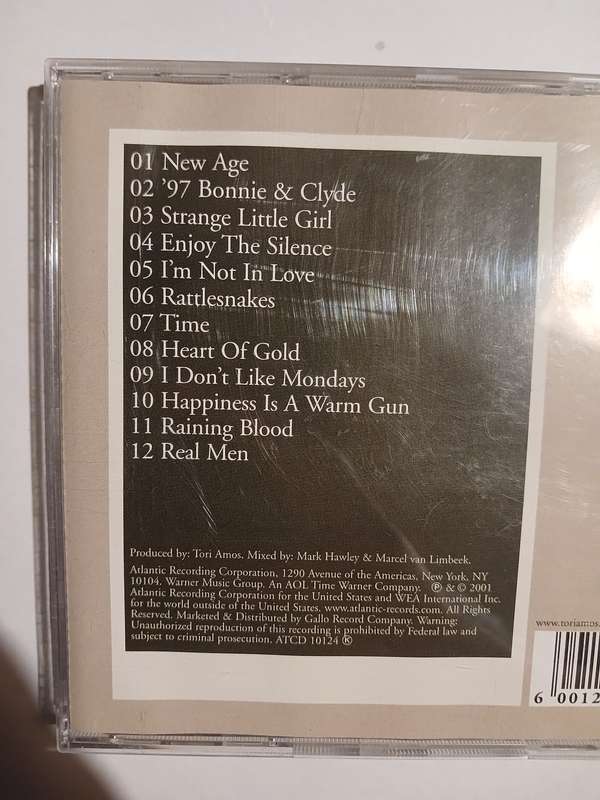 01 New Age
02 '97 Bonnie & Clyde
03 Strange Little Girl
04 Enjoy The Silence
05 I'm Not In Love
06 Rattlesnakes
07 Time
08 Heart Of Gold
09 I Don't Like Mondays
10 Happiness Is A Warm Gun
11 Raining Blood
12 Real Men
Produced by: Tori Amos. Mixed by: Mark Hawley & Marcel van Limbeek.
Atlantic Recording Corporation, 1290 Avenue of the Americas, New York, NY
10104. Warner Music Group. An AOL Time Warner Company. ℗ & © 2001
Atlantic Recording Corporation for the United States and WEA International Inc.
for the world outside of the United States. www.atlantic-records.com. All Rights
Reserved. Marketed & Distributed by Gallo Record Company. Warning:
Unauthorized reproduction of this recording is prohibited by Federal law and
subject to criminal prosecution. ATCD 10124 ®
www.toriamos.
6 0012